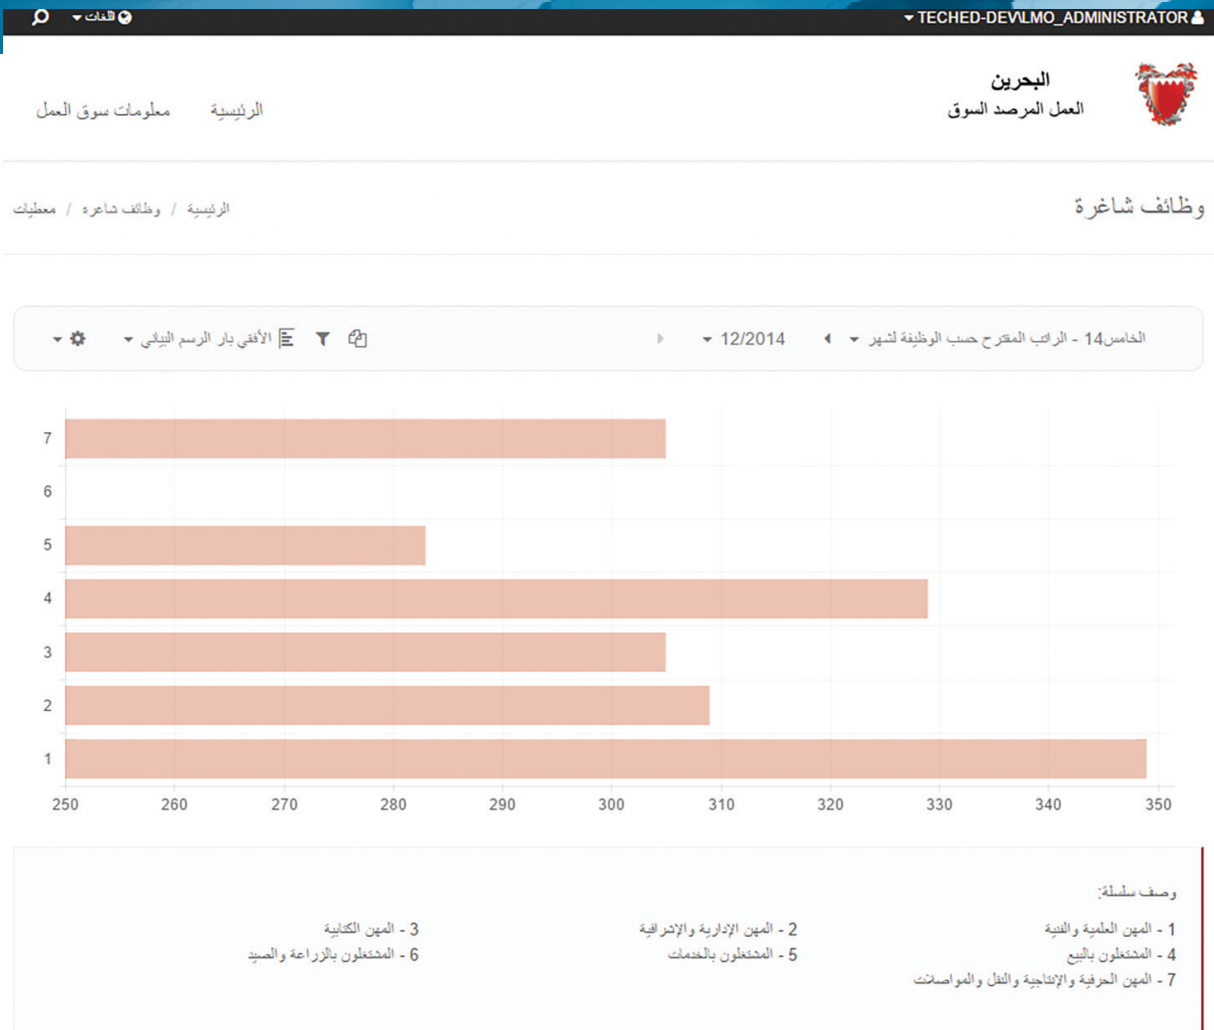 TECHED-DEV\LMO_ADMINISTRATOR
اللغات
البحرين
العمل المرصد السوق
الرئيسية معلومات سوق العمل
وظائف شاغرة
الرئيسية / وظائف شاغرة / معطيات
الخامس14 - الراتب المقترح حسب الوظيفة لشهر 12/2014 الأفقي بار الرسم البياني
7
6
5
4
3
2
1
250 260 270 280 290 300 310 320 330 340 350
وصف سلسلة:
1 - المهن العلمية والفنية 2 - المهن الإدارية والإشرافية 3 - المهن الكتابية
4 - المشتغلون بالبيع 5 - المشتغلون بالخدمات 6 - المشتغلون بالزراعة والصيد
7 - المهن الحرفية والإنتاجية والنقل والمواصلات